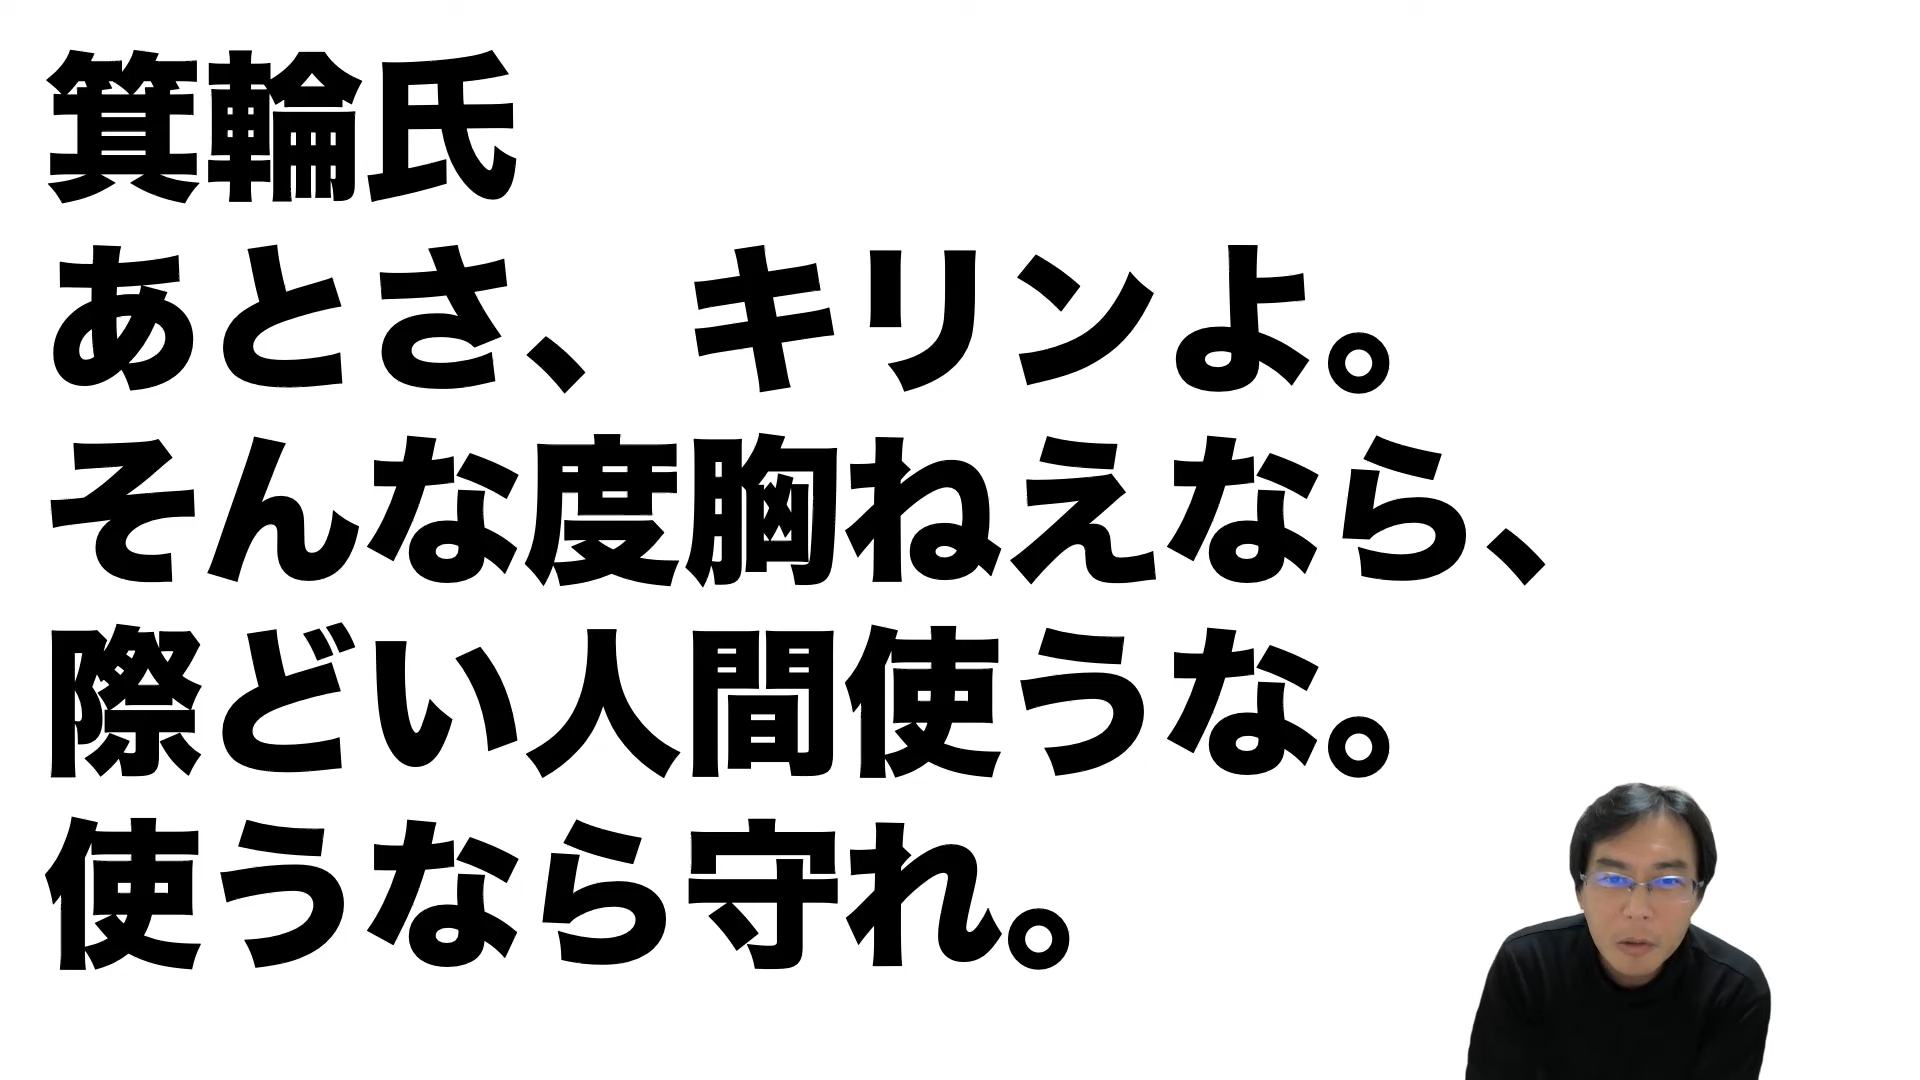 箕輪氏
あとさ、キリンよ。
そんな度胸ねえなら、
際どい人間使うな。
使うなら守れ。